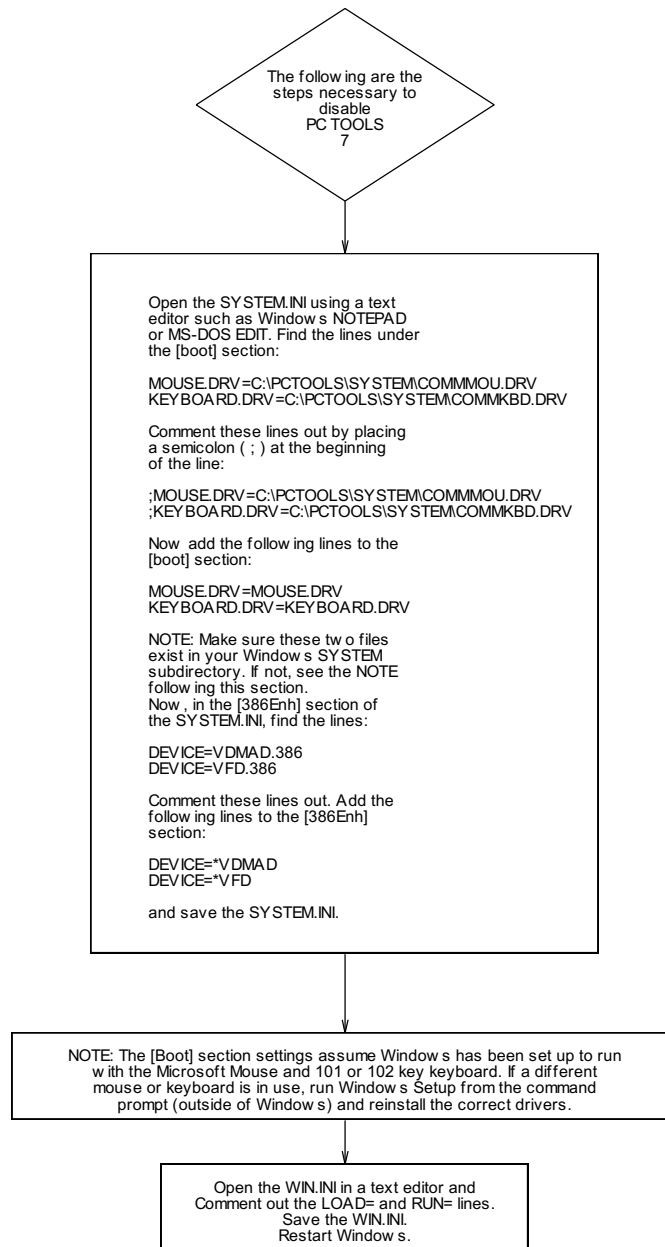 The following are the
steps necessary to
disable
PC TOOLS
7
Open the SYSTEM.INI using a text
editor such as Windows NOTEPAD
or MS-DOS EDIT. Find the lines under
the [boot] section:
MOUSE.DRV=C:\PCTOOLS\SYSTEM\COMMMOU.DRV
KEYBOARD.DRV=C:\PCTOOLS\SYSTEM\COMMKBD.DRV
Comment these lines out by placing
a semicolon ( ; ) at the beginning
of the line:
;MOUSE.DRV=C:\PCTOOLS\SYSTEM\COMMMOU.DRV
;KEYBOARD.DRV=C:\PCTOOLS\SYSTEM\COMMKBD.DRV
Now add the following lines to the
[boot] section:
MOUSE.DRV=MOUSE.DRV
KEYBOARD.DRV=KEYBOARD.DRV
NOTE: Make sure these two files
exist in your Windows SYSTEM
subdirectory. If not, see the NOTE
following this section.
Now, in the [386Enh] section of
the SYSTEM.INI, find the lines:
DEVICE=VDMAD.386
DEVICE=VFD.386
Comment these lines out. Add the
following lines to the [386Enh]
section:
DEVICE=*VDMAD
DEVICE=*VFD
and save the SYSTEM.INI.
NOTE: The [Boot] section settings assume Windows has been set up to run
with the Microsoft Mouse and 101 or 102 key keyboard. If a different
mouse or keyboard is in use, run Windows Setup from the command
prompt (outside of Windows) and reinstall the correct drivers.
Open the WIN.INI in a text editor and
Comment out the LOAD= and RUN= lines.
Save the WIN.INI.
Restart Windows.